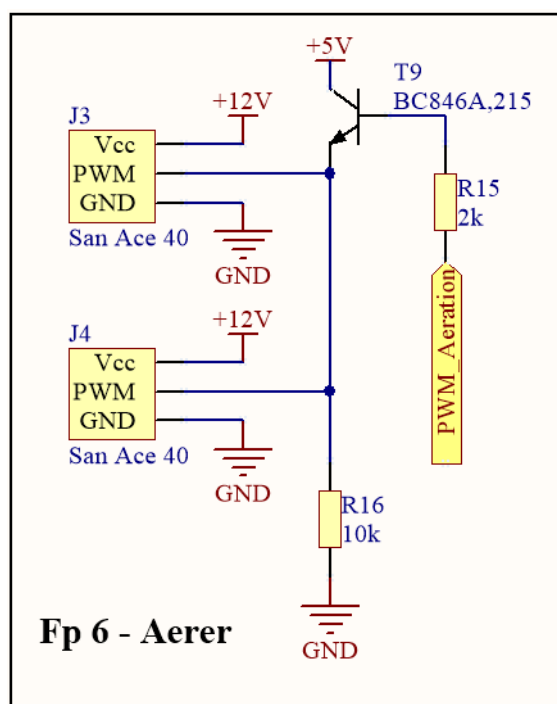 +5V
T9
BC846A,215
+12V
J3
Vcc
PWM
GND
San Ace 40
GND
R15
2k
PWM_Aeration
+12V
J4
Vcc
PWM
GND
San Ace 40
GND
R16
10k
GND
Fp 6 - Aerer